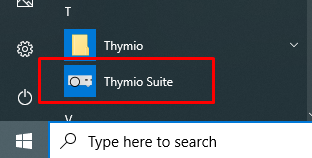 T
Thymio
Thymio Suite
V
Type here to search